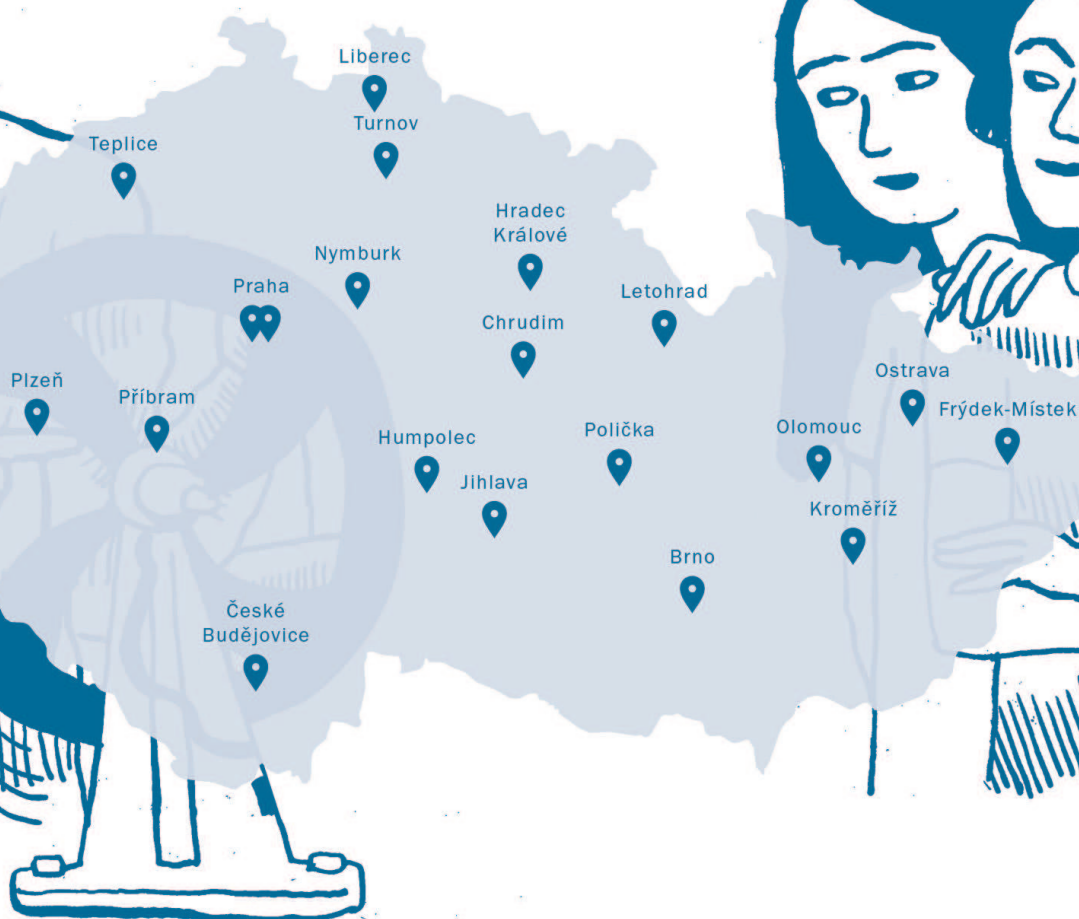 Liberec
Turnov
Teplice
Hradec
Králové
Nymburk
Praha
Letohrad
Chrudim
Plzeň
Příbram
Ostrava
Frýdek-Místek
Humpolec
Polička
Olomouc
Jihlava
Kroměříž
Brno
České
Budějovice